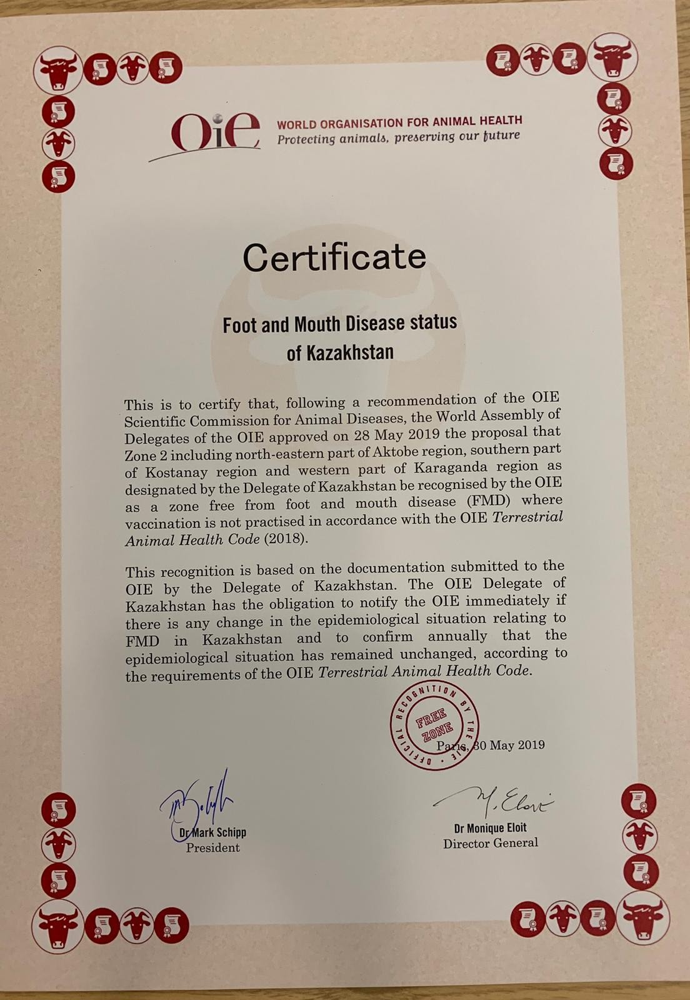 OiE WORLD ORGANISATION FOR ANIMAL HEALTH
Protecting animals, preserving our future
Certificate
Foot and Mouth Disease status
of Kazakhstan
This is to certify that, following a recommendation of the OIE
Scientific Commission for Animal Diseases, the World Assembly of
Delegates of the OIE approved on 28 May 2019 the proposal that
Zone 2 including north-eastern part of Aktobe region, southern part
of Kostanay region and western part of Karaganda region as
designated by the Delegate of Kazakhstan be recognised by the OIE
as a zone free from foot and mouth disease (FMD) where
vaccination is not practised in accordance with the OIE Terrestrial
Animal Health Code (2018).
This recognition is based on the documentation submitted to the
OIE by the Delegate of Kazakhstan. The OIE Delegate of
Kazakhstan has the obligation to notify the OIE immediately if
there is any change in the epidemiological situation relating to
FMD in Kazakhstan and to confirm annually that the
epidemiological situation has remained unchanged, according to
the requirements of the OIE Terrestrial Animal Health Code.
OFFICIAL RECOGNITION BY THE OIE •
FREE
ZONE
Paris, 30 May 2019
M. Eloit
Dr Mark Schipp
President
Dr Monique Eloit
Director General